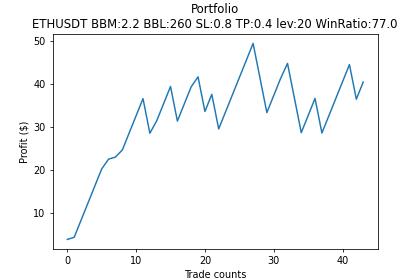 Portfolio
ETHUSDT BBM:2.2 BBL:260 SL:0.8 TP:0.4 lev:20 WinRatio:77.0
50
40
30
20
10
Profit ($)
0 10 20 30 40
Trade counts